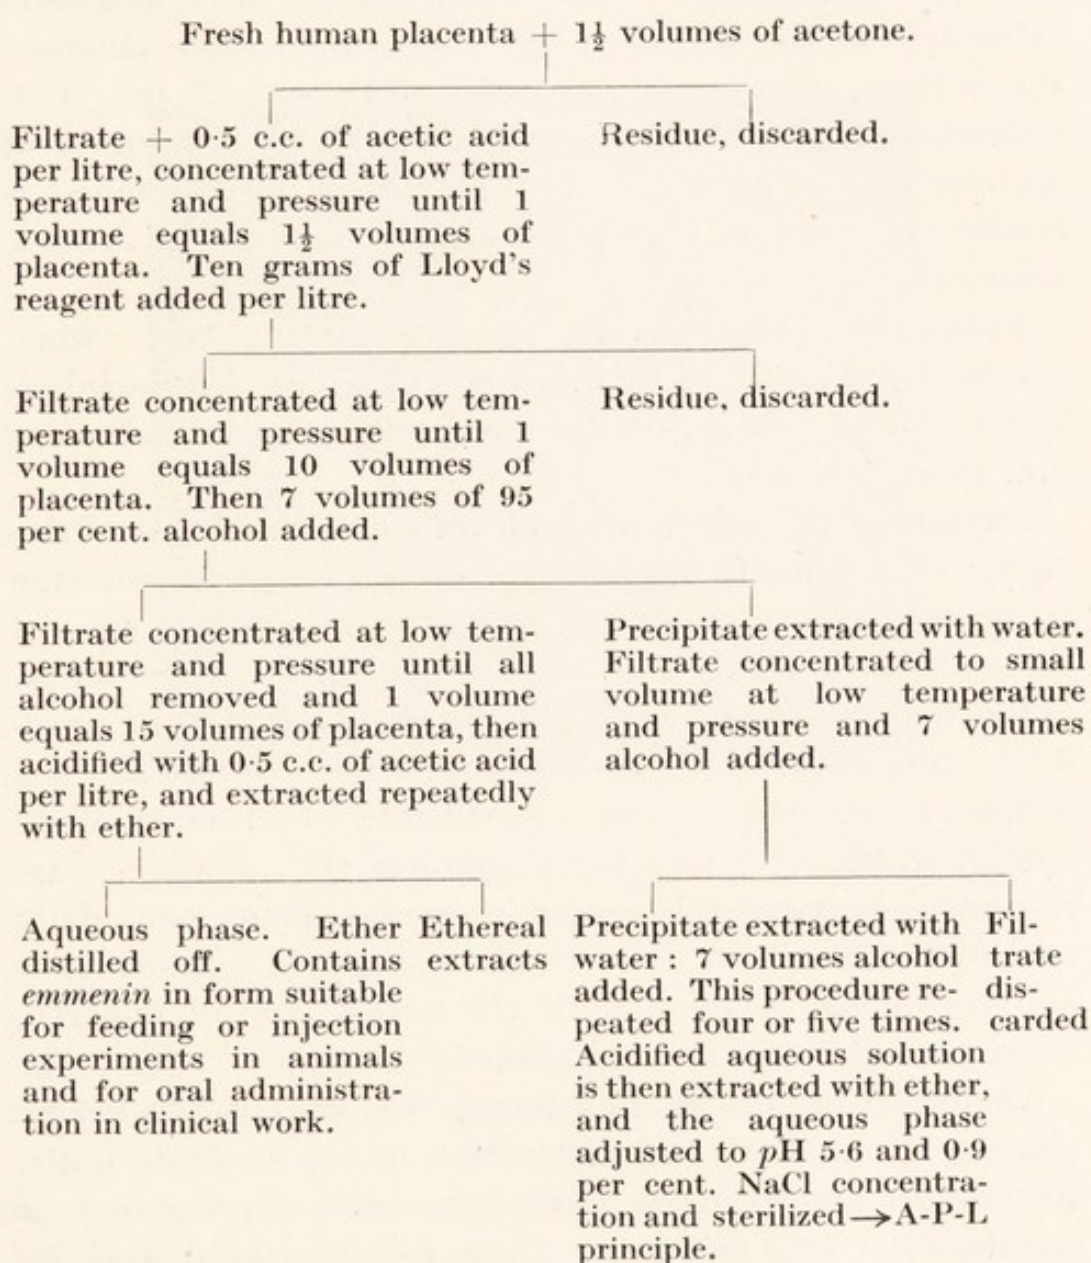 Fresh human placenta + 1½ volumes of acetone.
Filtrate + 0·5 c.c. of acetic acid
per litre, concentrated at low tem-
perature and pressure until 1
volume equals 1½ volumes of
placenta. Ten grams of Lloyd's
reagent added per litre.
Residue, discarded.
Filtrate concentrated at low tem-
perature and pressure until 1
volume equals 10 volumes of
placenta. Then 7 volumes of 95
per cent. alcohol added.
Residue, discarded.
Filtrate concentrated at low tem-
perature and pressure until all
alcohol removed and 1 volume
equals 15 volumes of placenta, then
acidified with 0·5 c.c. of acetic acid
per litre, and extracted repeatedly
with ether.
Precipitate extracted with water.
Filtrate concentrated to small
volume at low temperature
and pressure and 7 volumes
alcohol added.
Aqueous phase. Ether
distilled off. Contains
emmenin in form suitable
for feeding or injection
experiments in animals
and for oral administra-
tion in clinical work.
Ethereal
extracts
Precipitate extracted with
water : 7 volumes alcohol
added. This procedure re-
peated four or five times.
Acidified aqueous solution
is then extracted with ether,
and the aqueous phase
adjusted to pH 5·6 and 0·9
per cent. NaCl concentra-
tion and sterilized→A-P-L
principle.
Fil-
trate
dis-
carded